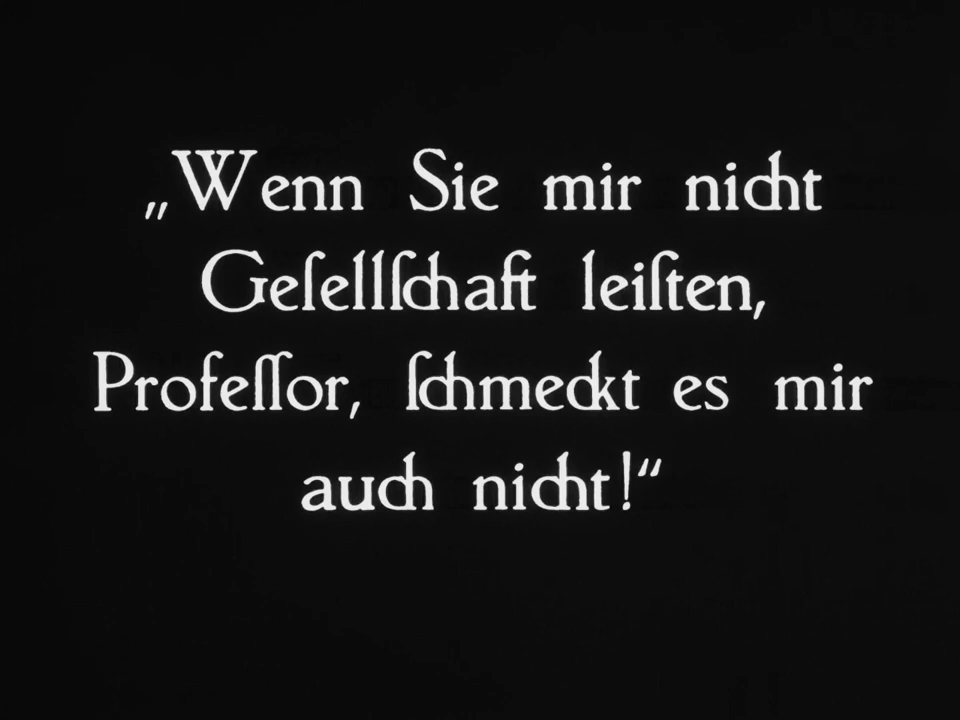 „Wenn Sie mir nicht
Geſellſchaft leiſten,
Profeſſor, ſchmeckt es mir
auch nicht!“